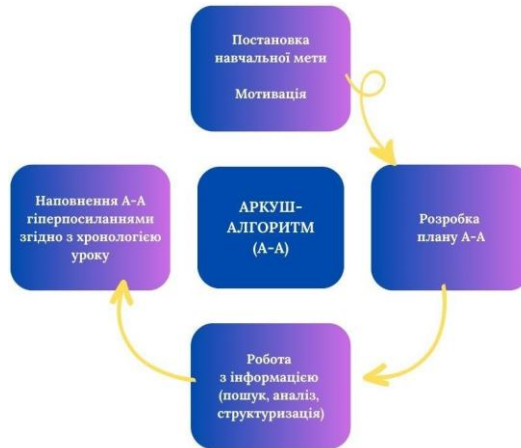 Постановка
навчальної мети
Мотивація
Наповнення А-А
гіперпосиланнями
згідно з хронологією
уроку
АРКУШ-
АЛГОРИТМ
(А-А)
Розробка
плану А-А
Робота
з інформацією
(пошук, аналіз,
структуризація)